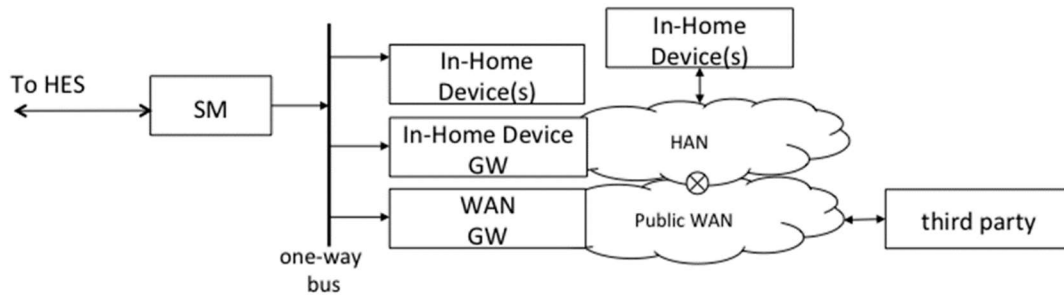 In-Home
Device(s)
To HES
SM
In-Home
Device(s)
In-Home Device
GW
HAN
WAN
GW
Public WAN
third party
one-way
bus